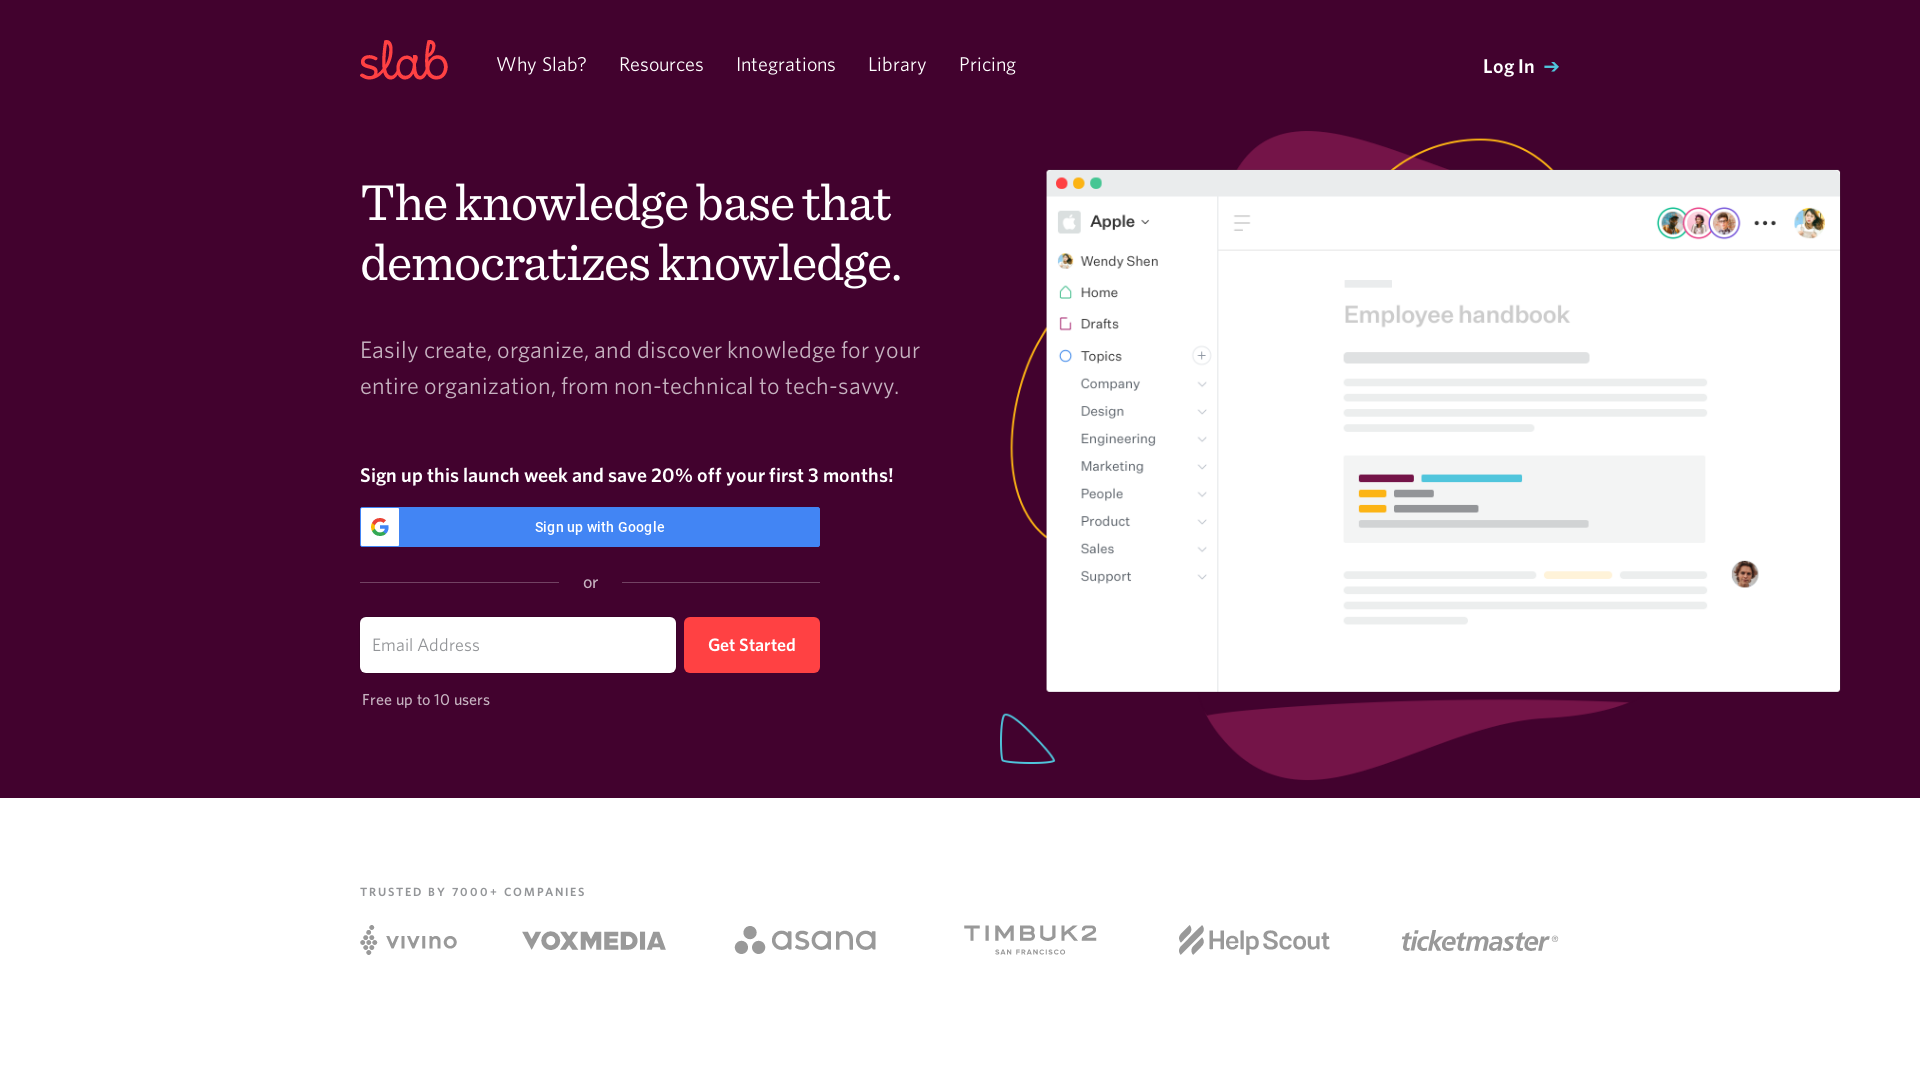 slab
Why Slab?
Resources
Integrations
Library
Pricing
Log In
The knowledge base that
democratizes knowledge.
Easily create, organize, and discover knowledge for your
entire organization, from non-technical to tech-savvy.
Sign up this launch week and save 20% off your first 3 months!
Sign up with Google
or
Email Address
Get Started
Free up to 10 users
Apple
Wendy Shen
Home
Drafts
Topics
Company
Design
Engineering
Marketing
People
Product
Sales
Support
Employee handbook
TRUSTED BY 7000+ COMPANIES
vivino
VOXMEDIA
asana
TIMBUK2
SAN FRANCISCO
Help Scout
ticketmaster®